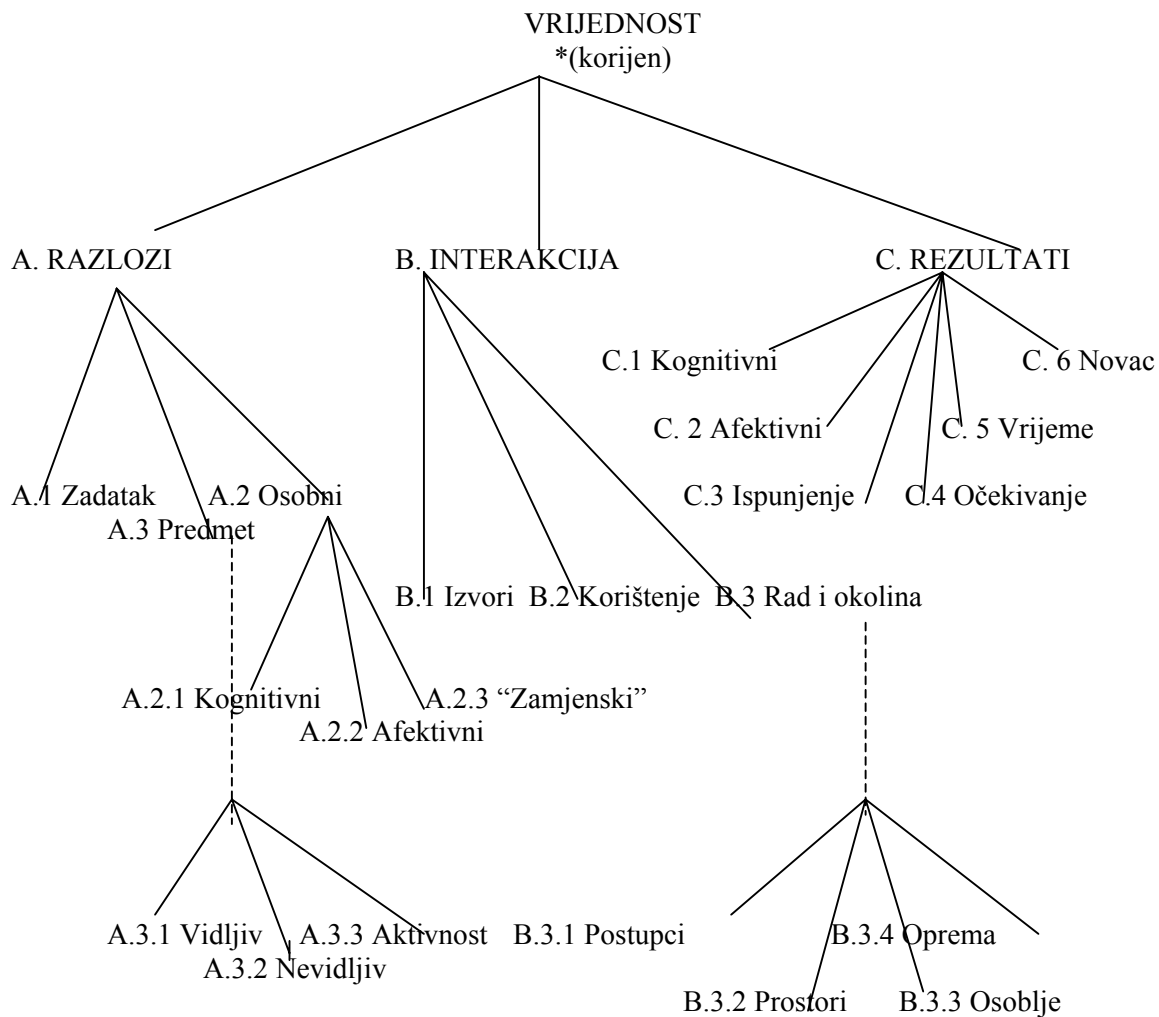 VRIJEDNOST
*(korijen)
A. RAZLOZI B. INTERAKCIJA C. REZULTATI
C.1 Kognitivni C. 6 Novac
C. 2 Afektivni C. 5 Vrijeme
A.1 Zadatak A.2 Osobni C.3 Ispunjenje C.4 Očekivanje
A.3 Predmet
B.1 Izvori B.2 Korištenje B.3 Rad i okolina
A.2.1 Kognitivni A.2.3 “Zamjenski”
A.2.2 Afektivni
A.3.1 Vidljiv A.3.3 Aktivnost B.3.1 Postupci B.3.4 Oprema
A.3.2 Nevidljiv
B.3.2 Prostori B.3.3 Osoblje